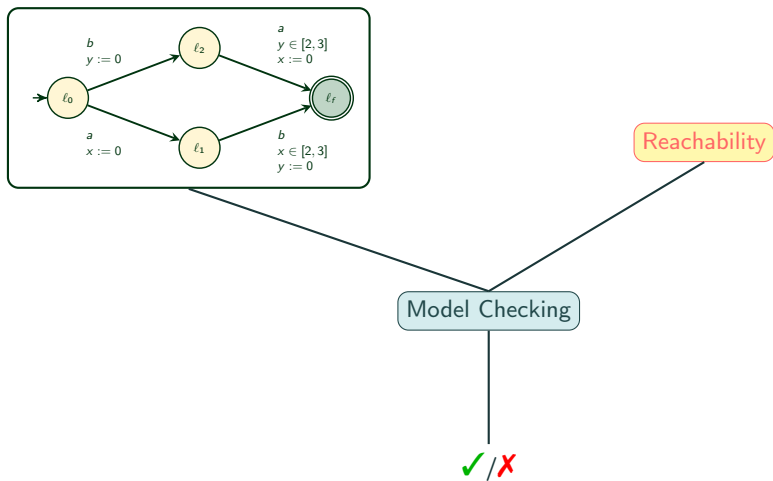 b
y := 0
ℓ₂
a
y ∈ [2, 3]
x := 0
ℓ₀
ℓf
a
x := 0
ℓ₁
b
x ∈ [2, 3]
y := 0
Reachability
Model Checking
✓/✗